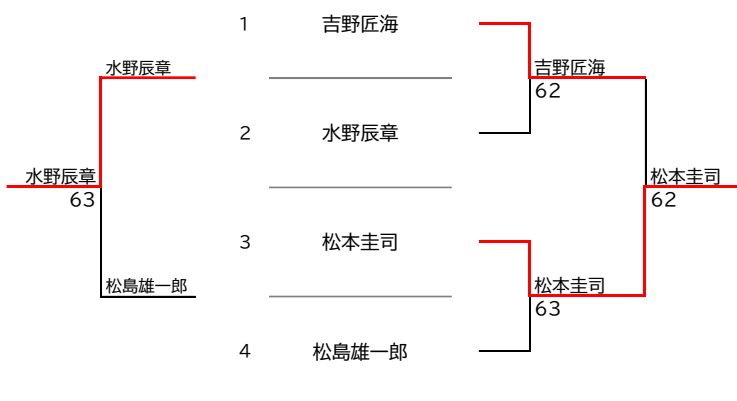 1 吉野匠海
水野辰章
吉野匠海
62
2 水野辰章
水野辰章
63
松本圭司
62
3 松本圭司
松島雄一郎
松本圭司
63
4 松島雄一郎